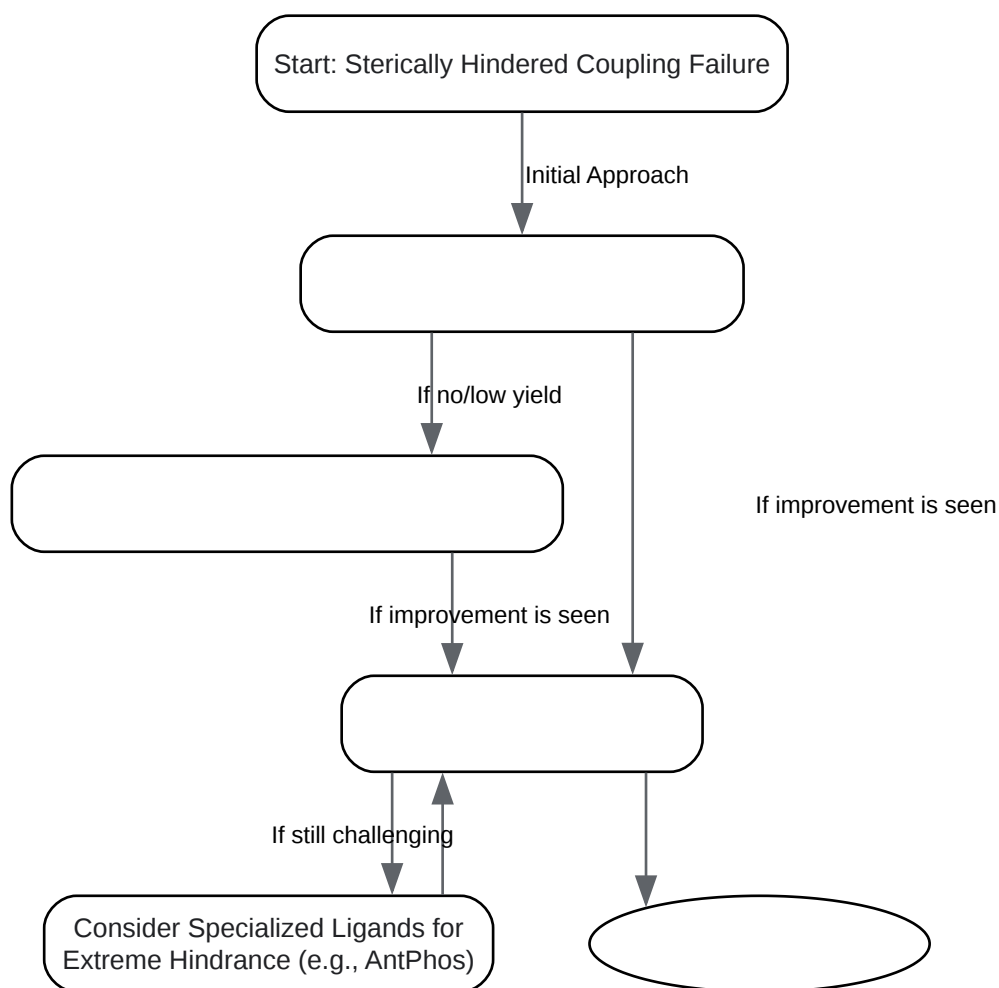 Start: Sterically Hindered Coupling Failure
Initial Approach
If no/low yield
If improvement is seen
If improvement is seen
If still challenging
Consider Specialized Ligands for
Extreme Hindrance (e.g., AntPhos)